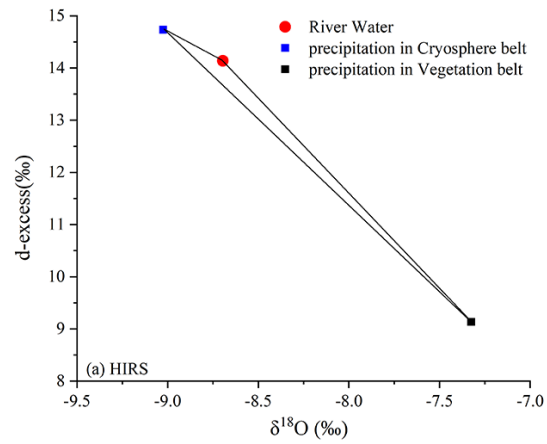 15
14
13
12
11
10
9
8
d-excess(‰)
River Water
precipitation in Cryosphere belt
precipitation in Vegetation belt
(a) HIRS
-9.5 -9.0 -8.5 -8.0 -7.5 -7.0
δ¹⁸O (‰)